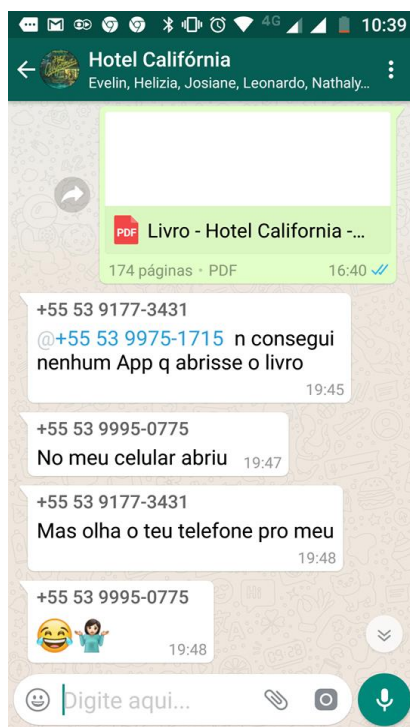 4G 10:39
Hotel Califórnia
Evelin, Helizia, Josiane, Leonardo, Nathaly...
PDF Livro - Hotel California -...
174 páginas • PDF 16:40
+55 53 9177-3431
@+55 53 9975-1715 n consegui
nenhum App q abrisse o livro
19:45
+55 53 9995-0775
No meu celular abriu 19:47
+55 53 9177-3431
Mas olha o teu telefone pro meu
19:48
+55 53 9995-0775
😂🤷🏻‍♀️ 19:48
Digite aqui...